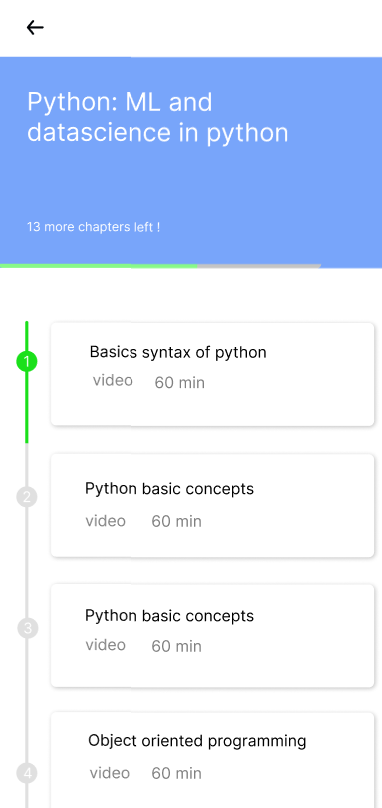 Python: ML and
datascience in python
13 more chapters left !
1
Basics syntax of python
video 60 min
2
Python basic concepts
video 60 min
3
Python basic concepts
video 60 min
Object oriented programming
4
video 60 min